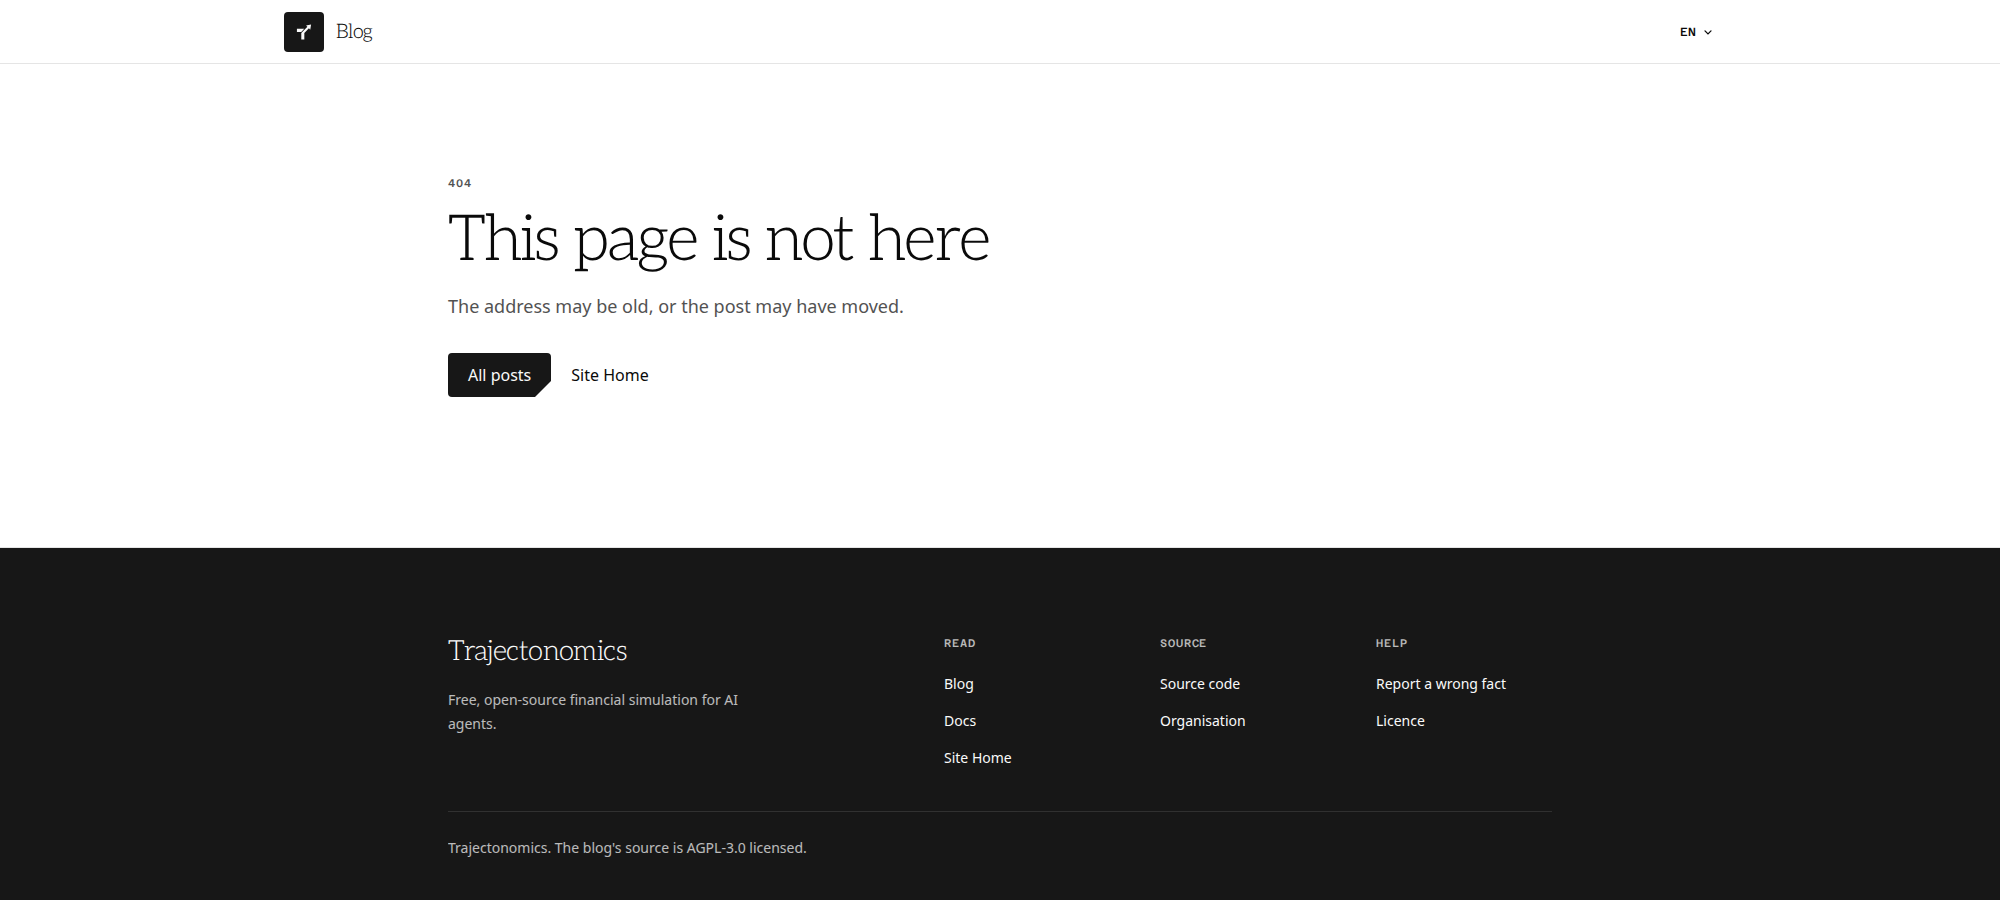 Blog
EN
404
This page is not here
The address may be old, or the post may have moved.
All posts
Site Home
Trajectonomics
Free, open-source financial simulation for AI
agents.
READ
Blog
Docs
Site Home
SOURCE
Source code
Organisation
HELP
Report a wrong fact
Licence
Trajectonomics. The blog's source is AGPL-3.0 licensed.